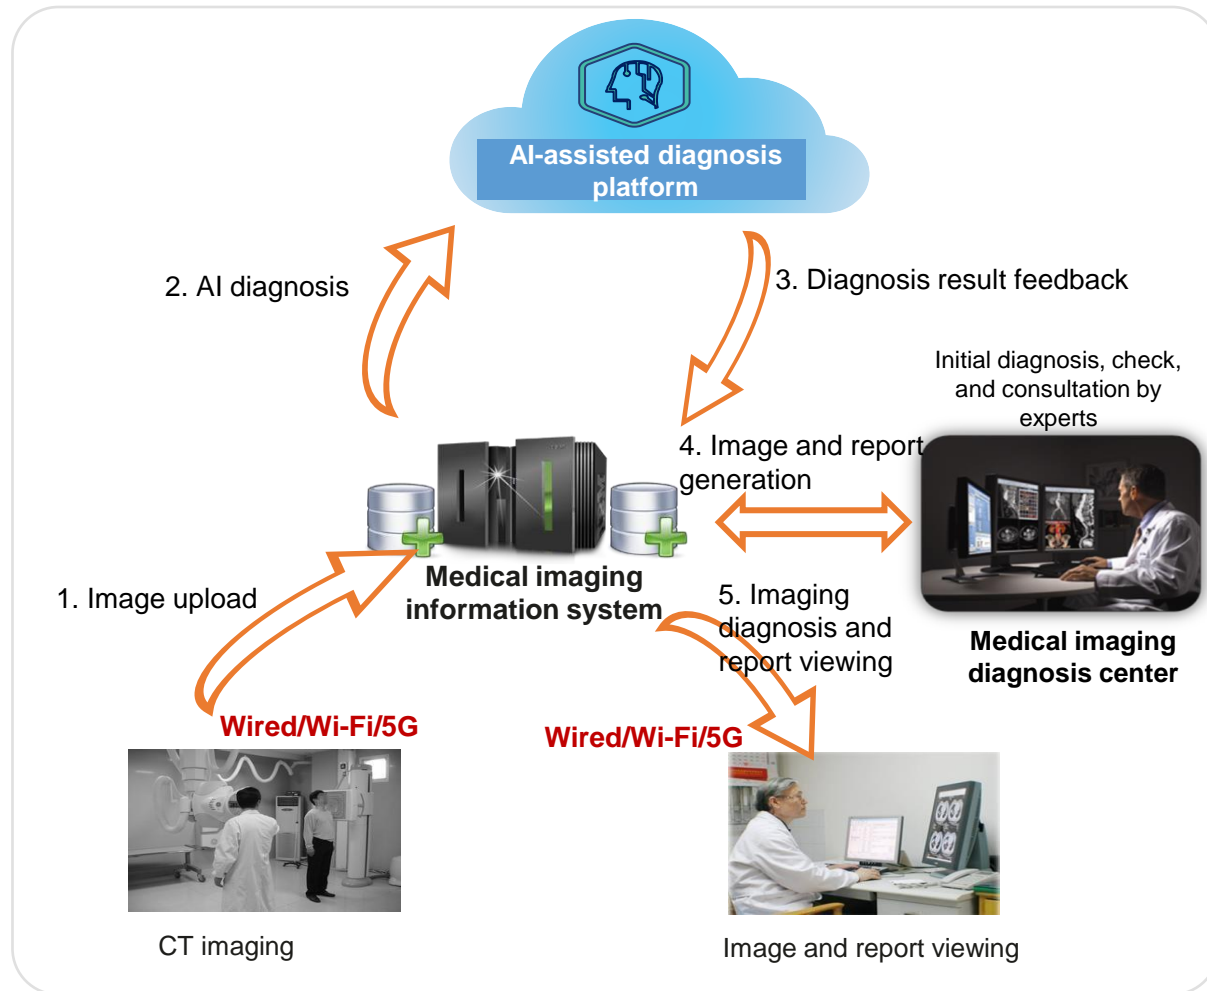 AI-assisted diagnosis
platform
2. AI diagnosis
3. Diagnosis result feedback
Initial diagnosis, check,
and consultation by
experts
4. Image and report
generation
Medical imaging
information system
1. Image upload
5. Imaging
diagnosis and
report viewing
Medical imaging
diagnosis center
Wired/Wi-Fi/5G
Wired/Wi-Fi/5G
CT imaging
Image and report viewing